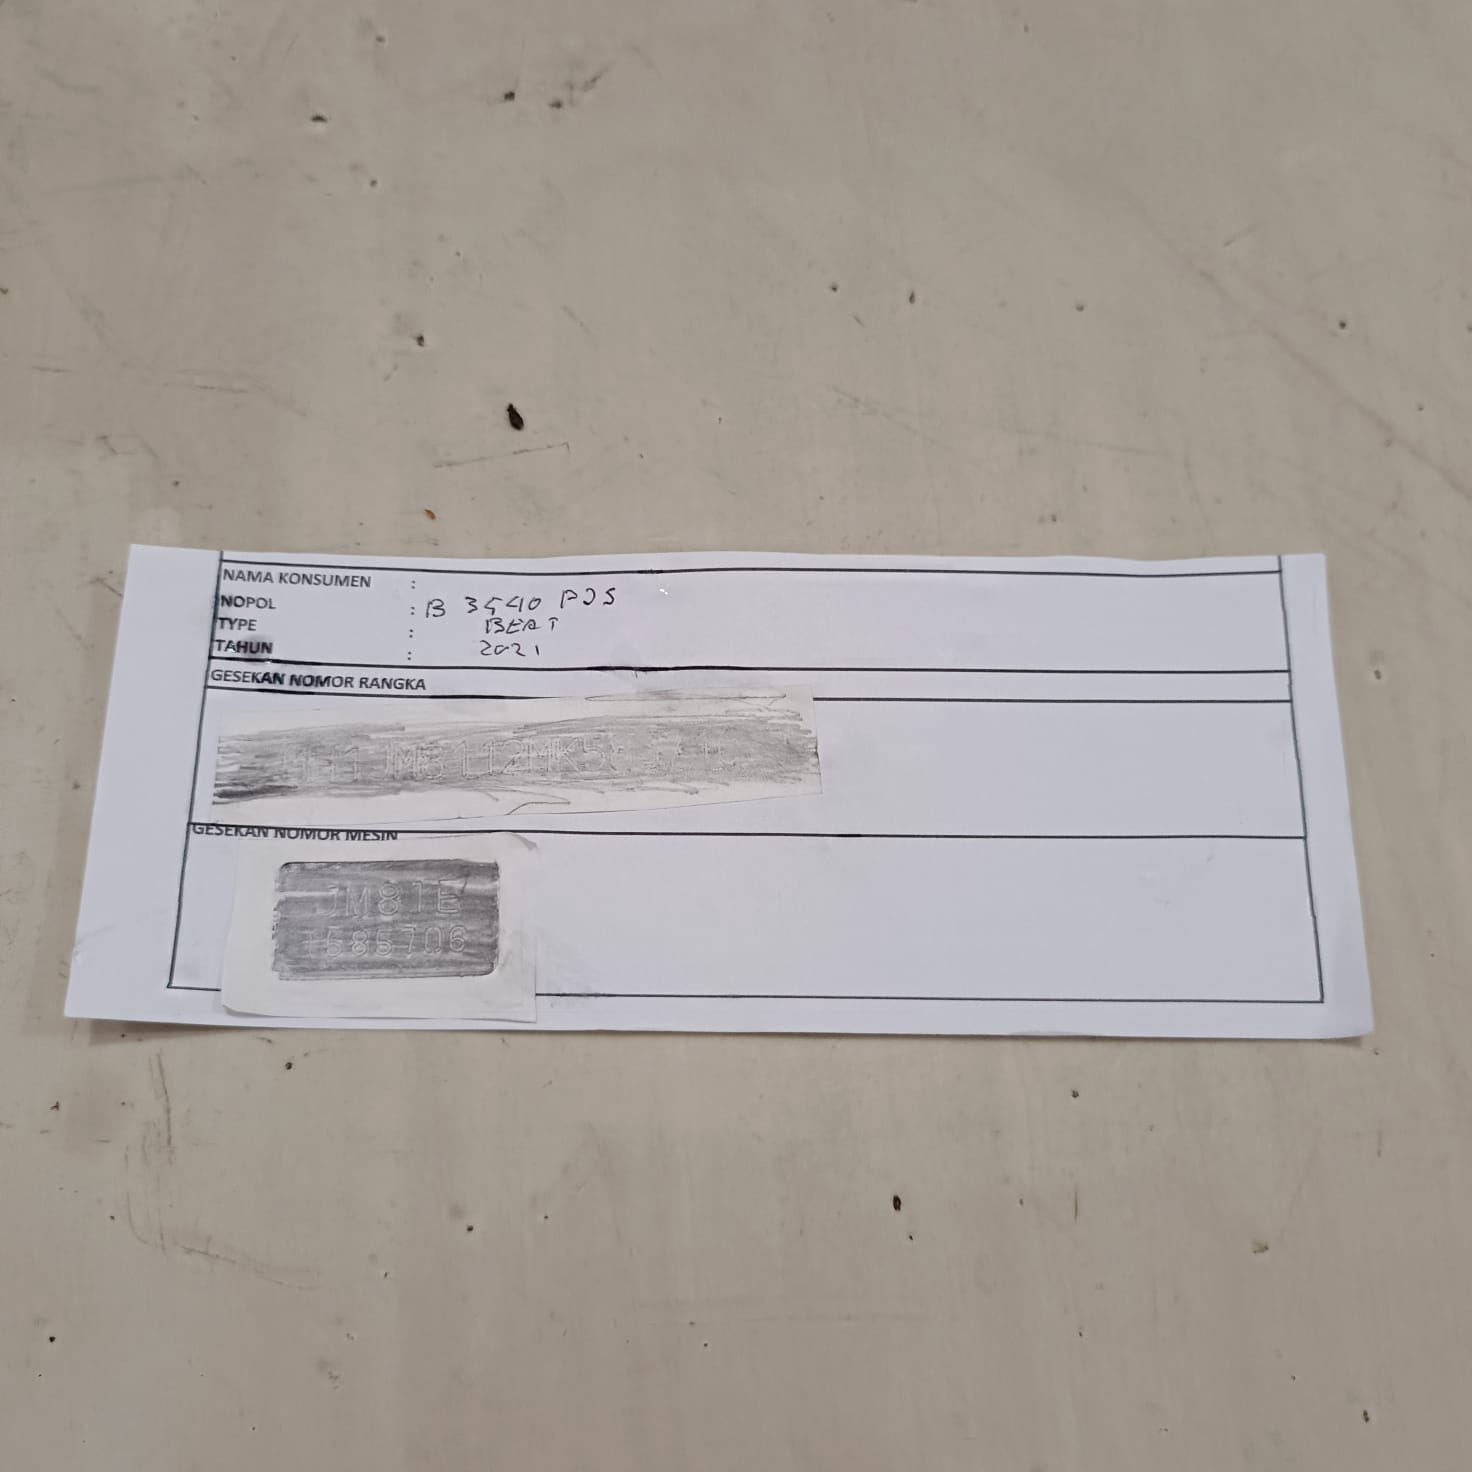 NAMA KONSUMEN :
NOPOL : B 3540 PJS
TYPE : BEAT
TAHUN : 2021
GESEKAN NOMOR RANGKA
GESEKAN NOMOR MESIN
JM81E
1585706